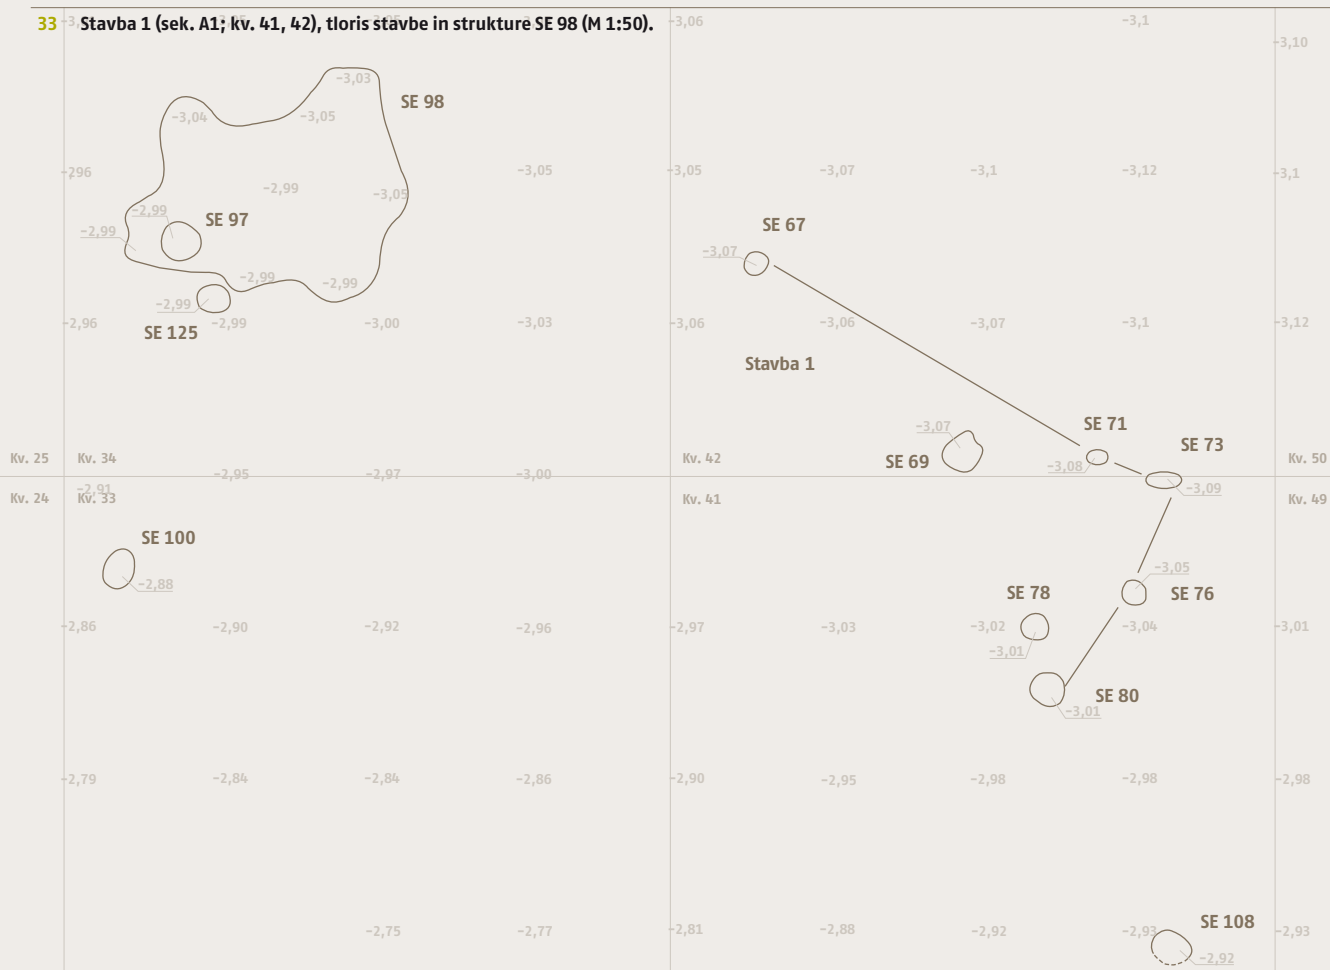 33 Stavba 1 (sek. A1; kv. 41, 42), tloris stavbe in strukture SE 98 (M 1:50).
−3,06 −3,1
−3,10
−3,03
SE 98
−3,04 −3,05
−296 −3,05 −3,05 −3,07 −3,1 −3,12 −3,1
−2,99 −3,05
−2,99 SE 97
SE 67
−2,99
−3,07
−2,99 −2,99
−2,99
−2,96 −2,99 −3,00 −3,03 −3,06 −3,06 −3,07 −3,1 −3,12
SE 125
Stavba 1
−3,07 SE 71
SE 73
Kv. 25 Kv. 34 Kv. 42 SE 69 Kv. 50
−3,08
−2,95 −2,97 −3,00
−2,91 −3,09
Kv. 24 Kv. 33 Kv. 41 Kv. 49
SE 100
−3,05
−2,88 SE 78 SE 76
−2,86 −2,90 −2,92 −2,96 −2,97 −3,03 −3,02 −3,04 −3,01
−3,01
SE 80
−3,01
−2,79 −2,84 −2,84 −2,86 −2,90 −2,95 −2,98 −2,98 −2,98
SE 108
−2,75 −2,77 −2,81 −2,88 −2,92 −2,93 −2,93
−2,92